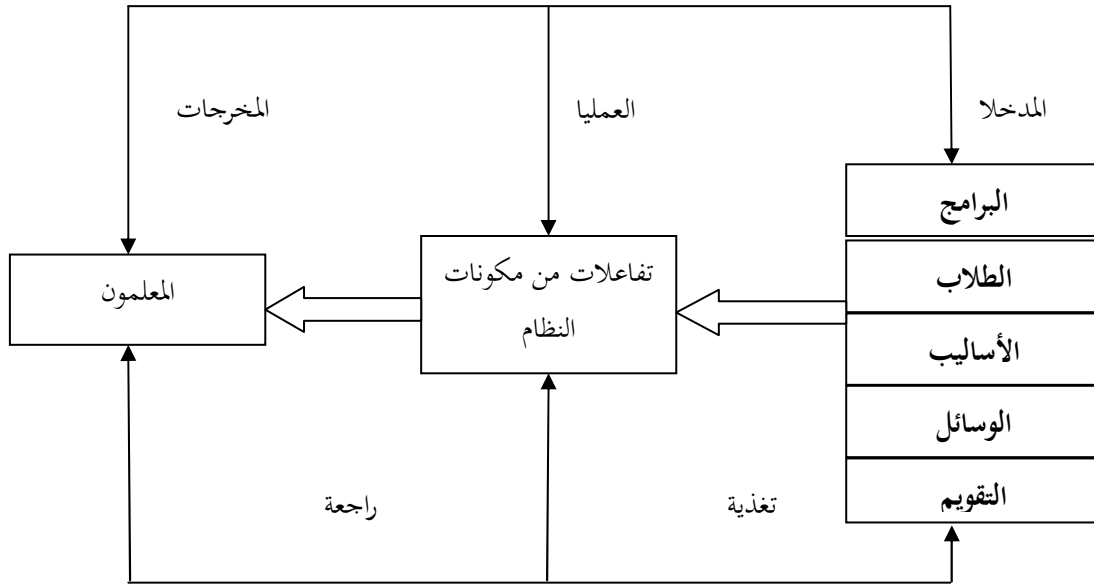 المدخلا
العمليا
المخرجات
البرامج
الطلاب
الأساليب
الوسائل
التقويم
تفاعلات من مكونات
النظام
المعلمون
تغذية
راجعة